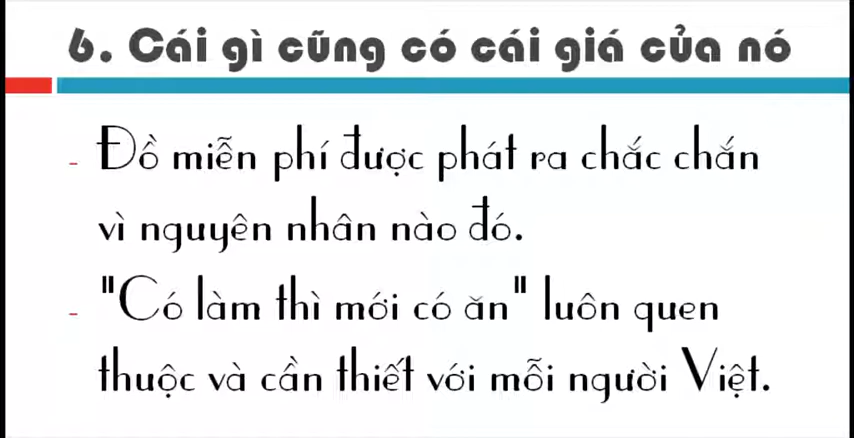 6. Cái gì cũng có cái giá của nó
- Đồ miễn phí được phát ra chắc chắn
vì nguyên nhân nào đó.
- "Có làm thì mới có ăn" luôn quen
thuộc và cần thiết với mỗi người Việt.